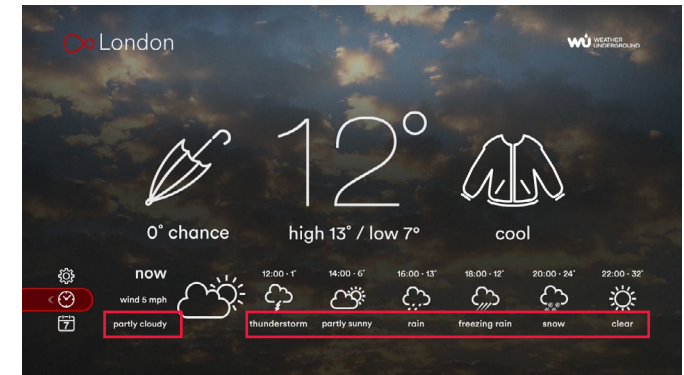 London
WU WEATHER UNDERGROUND
12°
0° chance
high 13° / low 7°
cool
now
wind 5 mph
partly cloudy
12:00 · 1°
14:00 · 6°
16:00 · 13°
18:00 · 12°
20:00 · 24°
22:00 · 32°
thunderstorm
partly sunny
rain
freezing rain
snow
clear
7